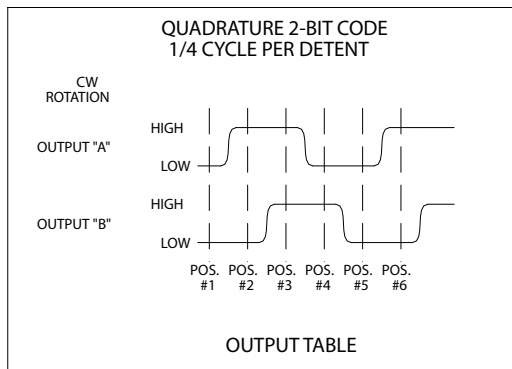 QUADRATURE 2-BIT CODE
1/4 CYCLE PER DETENT
CW
ROTATION
HIGH
OUTPUT "A"
LOW
HIGH
OUTPUT "B"
LOW
POS. POS. POS. POS. POS. POS.
#1 #2 #3 #4 #5 #6
OUTPUT TABLE